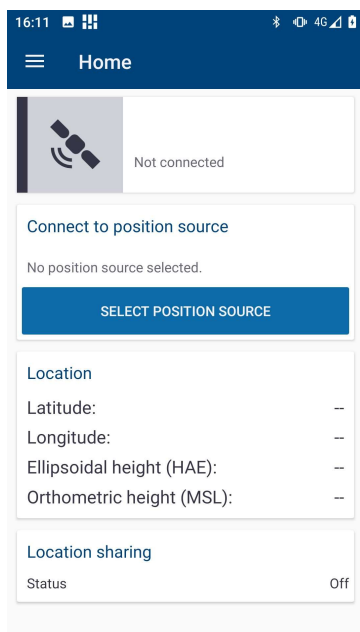 16:11 4G
Home
Not connected
Connect to position source
No position source selected.
SELECT POSITION SOURCE
Location
Latitude: --
Longitude: --
Ellipsoidal height (HAE): --
Orthometric height (MSL): --
Location sharing
Status Off